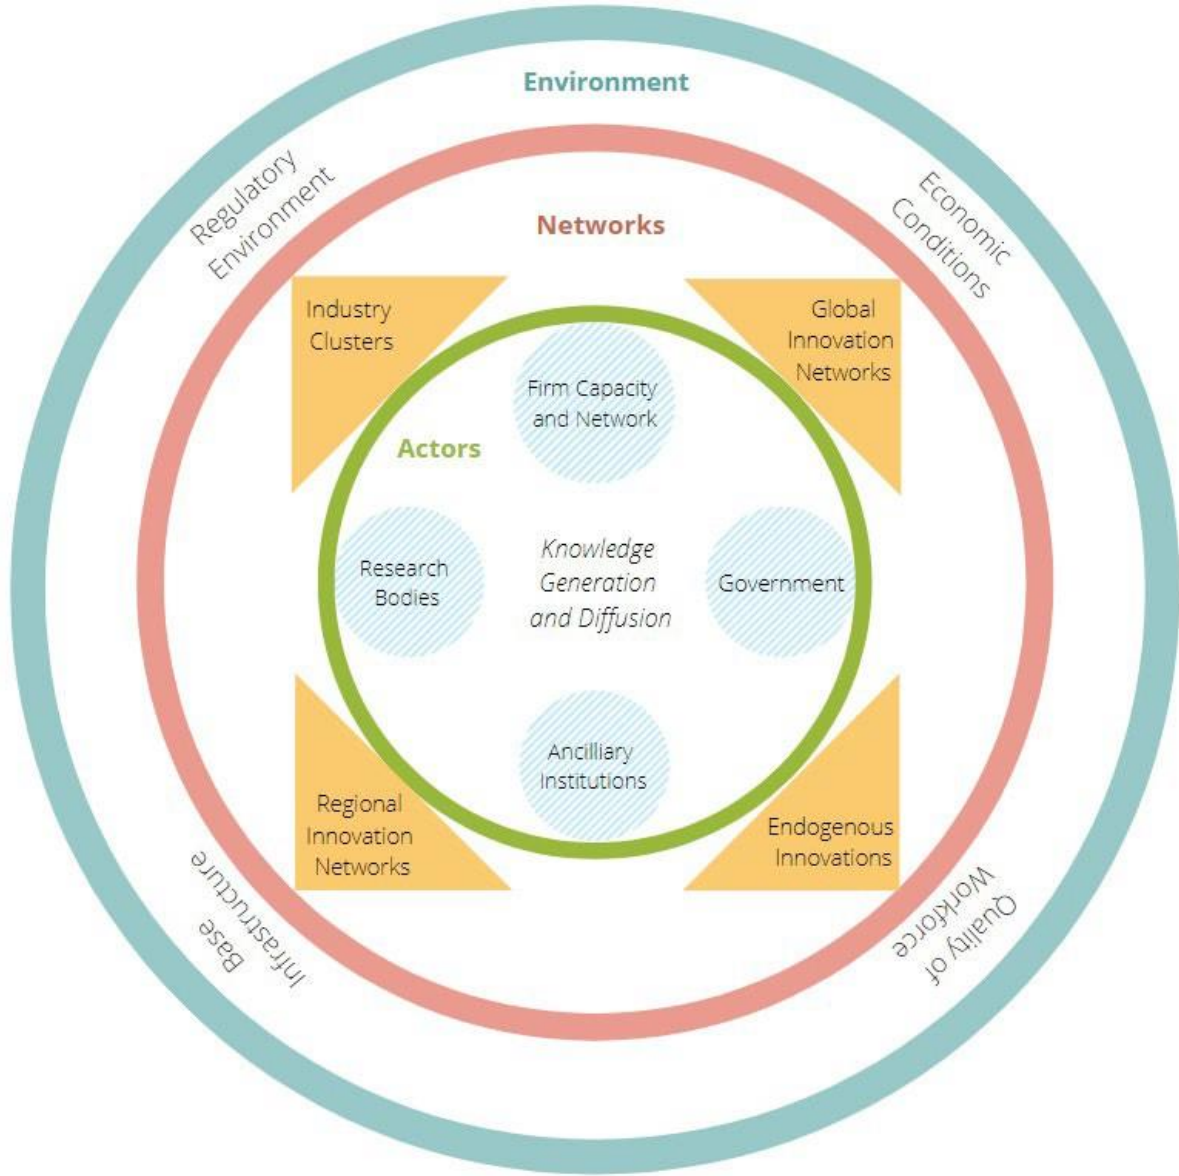 Environment
Regulatory
Environment
Economic
Conditions
Networks
Industry
Clusters
Global
Innovation
Networks
Firm Capacity
and Network
Actors
Research
Bodies
Knowledge
Generation
and Diffusion
Government
Ancilliary
Institutions
Regional
Innovation
Networks
Endogenous
Innovations
Infrastructure
Base
Quality of
Workforce